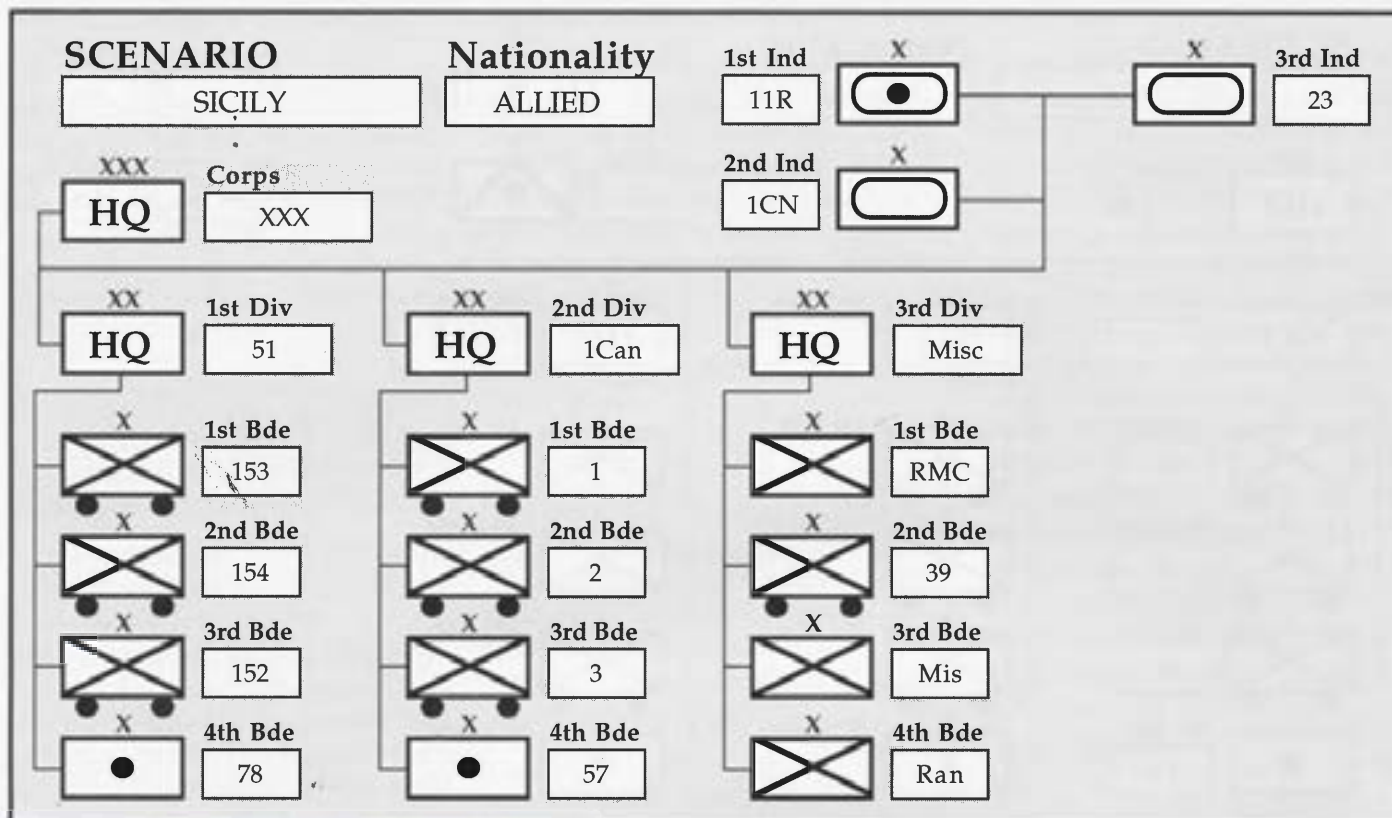 SCENARIO Nationality
SICILY ALLIED
1st Ind X X 3rd Ind
11R 23
XXX Corps 2nd Ind X
HQ XXX 1CN
XX 1st Div XX 2nd Div XX 3rd Div
HQ 51 HQ 1Can HQ Misc
X 1st Bde X 1st Bde X 1st Bde
153 1 RMC
X 2nd Bde X 2nd Bde X 2nd Bde
154 2 39
X 3rd Bde X 3rd Bde X 3rd Bde
152 3 Mis
X 4th Bde X 4th Bde X 4th Bde
78 57 Ran